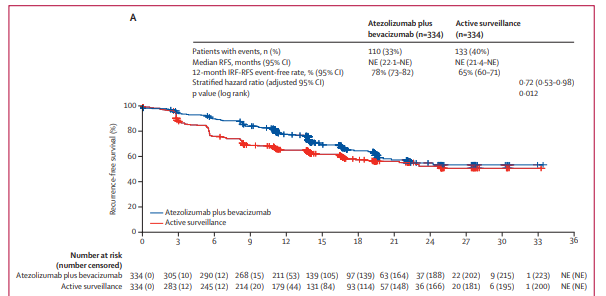 A
Atezolizumab plus bevacizumab (n=334) Active surveillance (n=334)
Patients with events, n (%) 110 (33%) 133 (40%)
Median RFS, months (95% CI) NE (22·1–NE) NE (21·4–NE)
12-month IRF-RFS event-free rate, % (95% CI) 78% (73–82) 65% (60–71)
Stratified hazard ratio (adjusted 95% CI) 0·72 (0·53–0·98)
p value (log rank) 0·012
Recurrence-free survival (%)
100
80
60
40
20
0
Atezolizumab plus bevacizumab
Active surveillance
0 3 6 9 12 15 18 21 24 27 30 33 36
Number at risk
(number censored)
Atezolizumab plus bevacizumab 334 (0) 305 (10) 290 (12) 268 (15) 211 (53) 139 (105) 97 (139) 63 (164) 37 (188) 22 (202) 9 (215) 1 (223) NE (NE)
Active surveillance 334 (0) 283 (12) 245 (12) 214 (20) 179 (44) 131 (84) 93 (114) 57 (148) 36 (166) 20 (181) 6 (195) 1 (200) NE (NE)